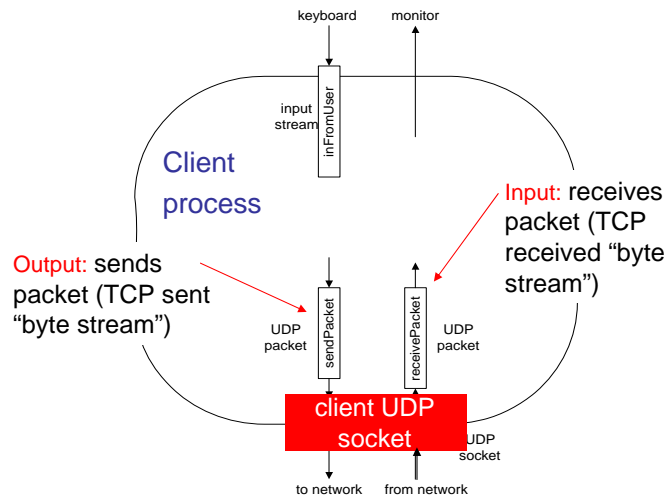 keyboard
monitor
input
stream
inFromUser
Client
process
Input: receives
packet (TCP
received “byte
stream”)
Output: sends
packet (TCP sent
“byte stream”)
UDP
packet
sendPacket
receivePacket
UDP
packet
client UDP
socket
UDP
socket
to network
from network